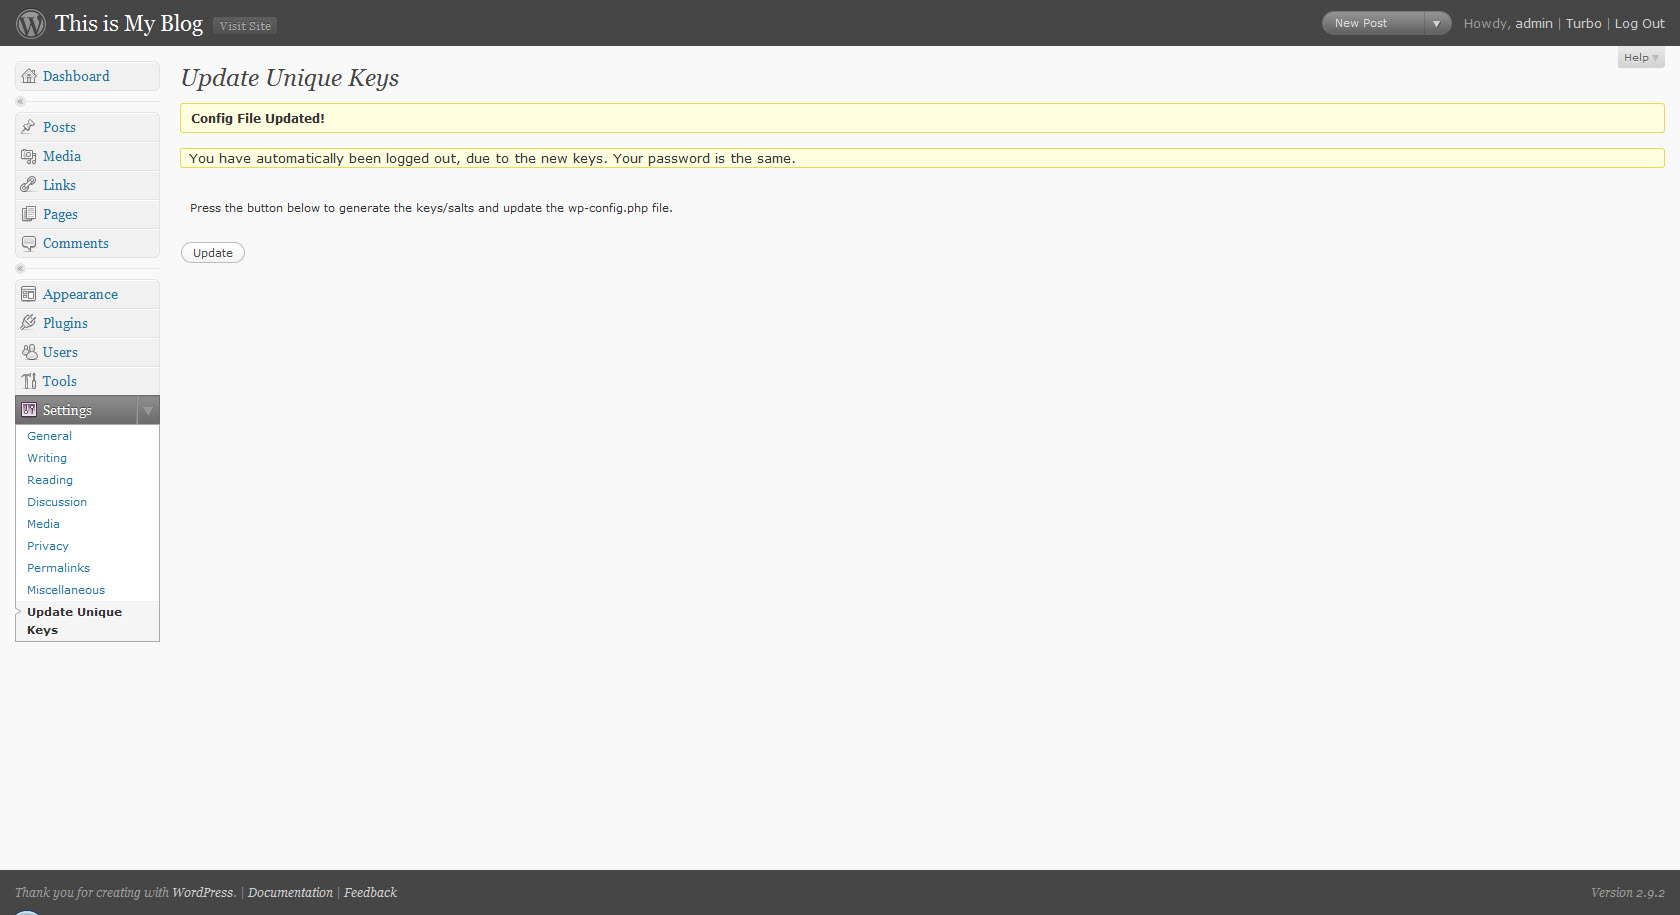 This is My Blog Visit Site
New Post Howdy, admin | Turbo | Log Out
Help
Dashboard
Posts
Media
Links
Pages
Comments
Appearance
Plugins
Users
Tools
Settings
General
Writing
Reading
Discussion
Media
Privacy
Permalinks
Miscellaneous
Update Unique
Keys
Update Unique Keys
Config File Updated!
You have automatically been logged out, due to the new keys. Your password is the same.
Press the button below to generate the keys/salts and update the wp-config.php file.
Update
Thank you for creating with WordPress. | Documentation | Feedback
Version 2.9.2